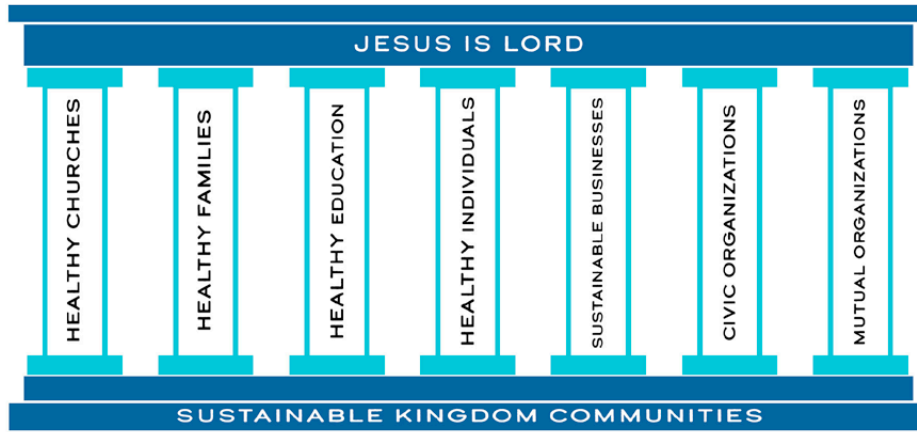 JESUS IS LORD
HEALTHY CHURCHES
HEALTHY FAMILIES
HEALTHY EDUCATION
HEALTHY INDIVIDUALS
SUSTAINABLE BUSINESSES
CIVIC ORGANIZATIONS
MUTUAL ORGANIZATIONS
SUSTAINABLE KINGDOM COMMUNITIES